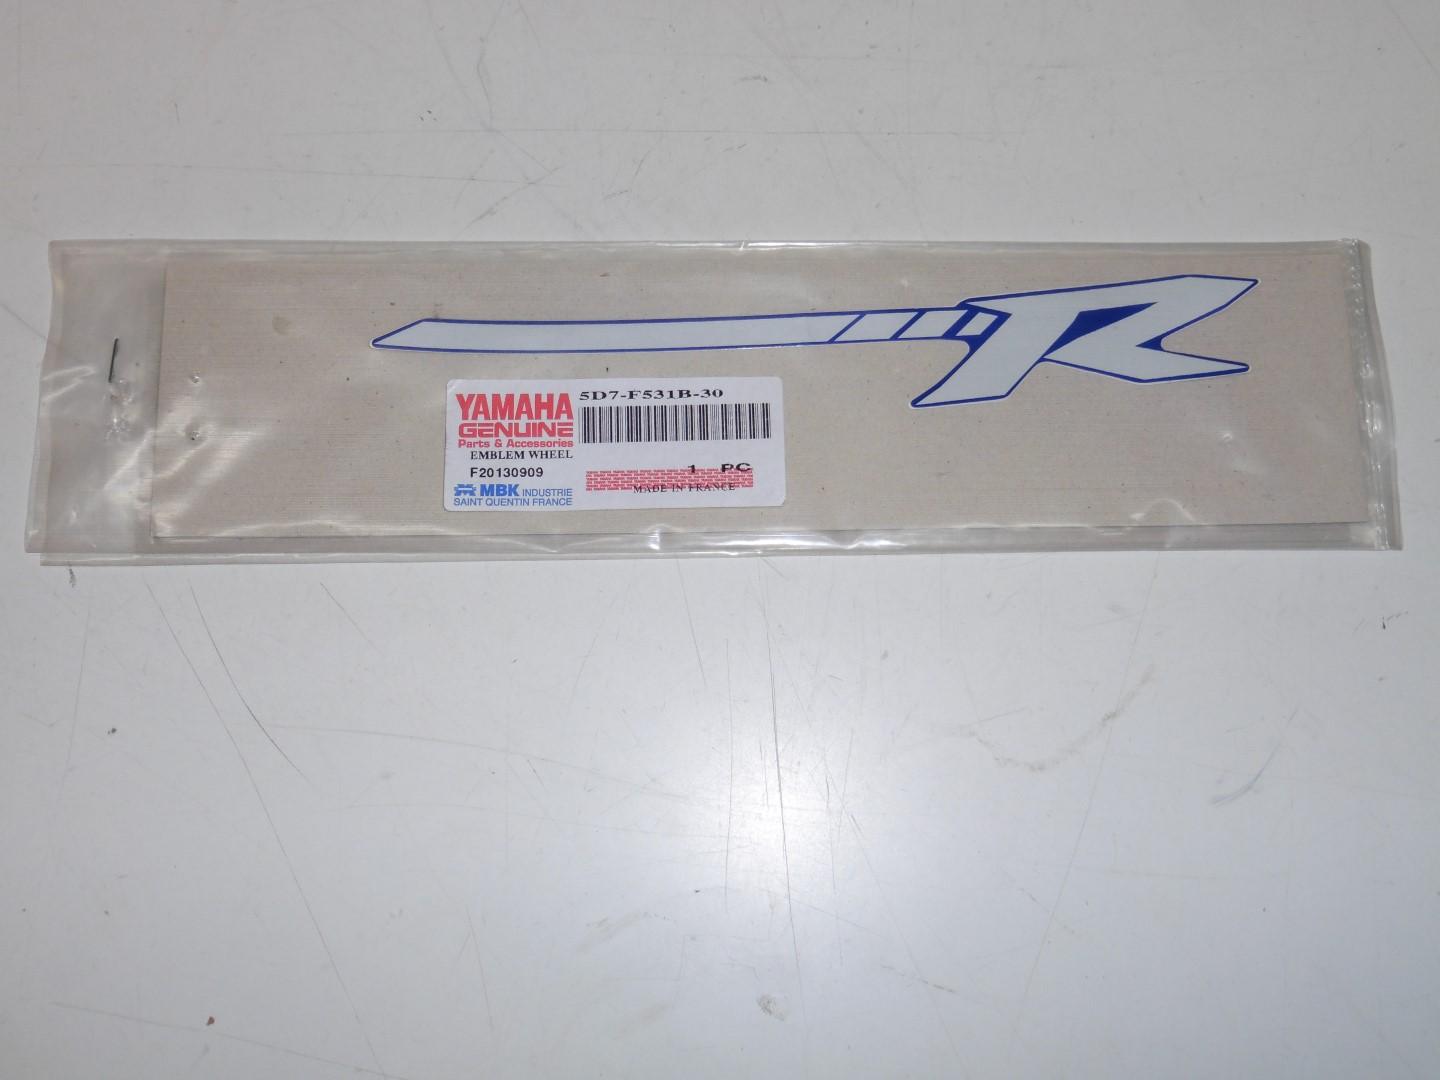 R
YAMAHA
GENUINE
Parts & Accessories
EMBLEM WHEEL
F20130909
MBK INDUSTRIE
SAINT QUENTIN FRANCE
5D7-F531B-30
1 PC
MADE IN FRANCE